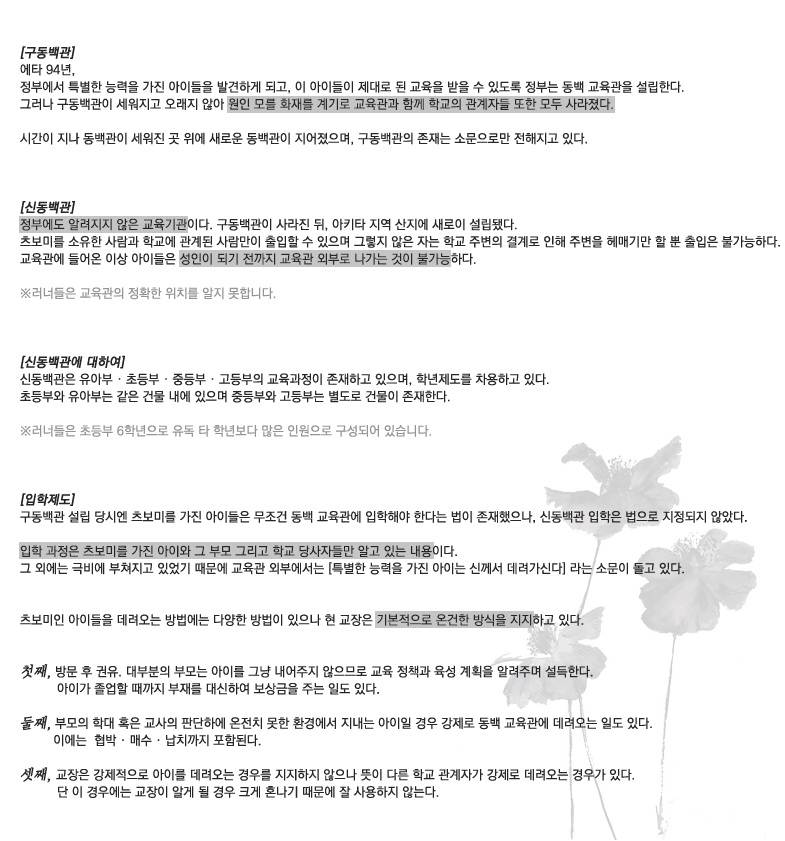 [구동백관]
에타 94년,
정부에서 특별한 능력을 가진 아이들을 발견하게 되고, 이 아이들이 제대로 된 교육을 받을 수 있도록 정부는 동백 교육관을 설립한다.
그러나 구동백관이 세워지고 오래지 않아 원인 모를 화재를 계기로 교육관과 함께 학교의 관계자들 또한 모두 사라졌다.
시간이 지나 동백관이 세워진 곳 위에 새로운 동백관이 지어졌으며, 구동백관의 존재는 소문으로만 전해지고 있다.
[신동백관]
정부에도 알려지지 않은 교육기관이다. 구동백관이 사라진 뒤, 아키타 지역 산지에 새로이 설립됐다.
츠보미를 소유한 사람과 학교에 관계된 사람만이 출입할 수 있으며 그렇지 않은 자는 학교 주변의 결계로 인해 주변을 헤매기만 할 뿐 출입은 불가능하다.
교육관에 들어온 이상 아이들은 성인이 되기 전까지 교육관 외부로 나가는 것이 불가능하다.
※러너들은 교육관의 정확한 위치를 알지 못합니다.
[신동백관에 대하여]
신동백관은 유아부 · 초등부 · 중등부 · 고등부의 교육과정이 존재하고 있으며, 학년제도를 차용하고 있다.
초등부와 유아부는 같은 건물 내에 있으며 중등부와 고등부는 별도로 건물이 존재한다.
※러너들은 초등부 6학년으로 유독 타 학년보다 많은 인원으로 구성되어 있습니다.
[입학제도]
구동백관 설립 당시엔 츠보미를 가진 아이들은 무조건 동백 교육관에 입학해야 한다는 법이 존재했으나, 신동백관 입학은 법으로 지정되지 않았다.
입학 과정은 츠보미를 가진 아이와 그 부모 그리고 학교 당사자들만 알고 있는 내용이다.
그 외에는 극비에 부쳐지고 있었기 때문에 교육관 외부에서는 [특별한 능력을 가진 아이는 신께서 데려가신다] 라는 소문이 돌고 있다.
츠보미인 아이들을 데려오는 방법에는 다양한 방법이 있으나 현 교장은 기본적으로 온건한 방식을 지지하고 있다.
첫째, 방문 후 권유. 대부분의 부모는 아이를 그냥 내어주지 않으므로 교육 정책과 육성 계획을 알려주며 설득한다.
아이가 졸업할 때까지 부재를 대신하여 보상금을 주는 일도 있다.
둘째, 부모의 학대 혹은 교사의 판단하에 온전치 못한 환경에서 지내는 아이일 경우 강제로 동백 교육관에 데려오는 일도 있다.
이에는 협박 · 매수 · 납치까지 포함된다.
셋째, 교장은 강제적으로 아이를 데려오는 경우를 지지하지 않으나 뜻이 다른 학교 관계자가 강제로 데려오는 경우가 있다.
단 이 경우에는 교장이 알게 될 경우 크게 혼나기 때문에 잘 사용하지 않는다.